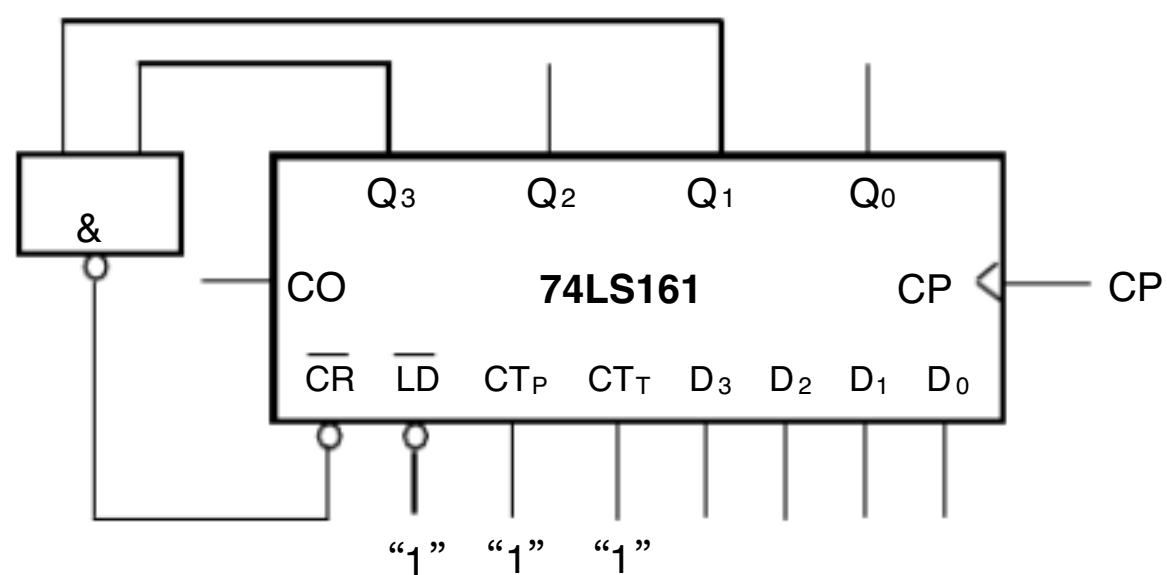 Q3 Q2 Q1 Q0
&
CO 74LS161 CP CP
CR LD CTP CTT D3 D2 D1 D0
“1” “1” “1”